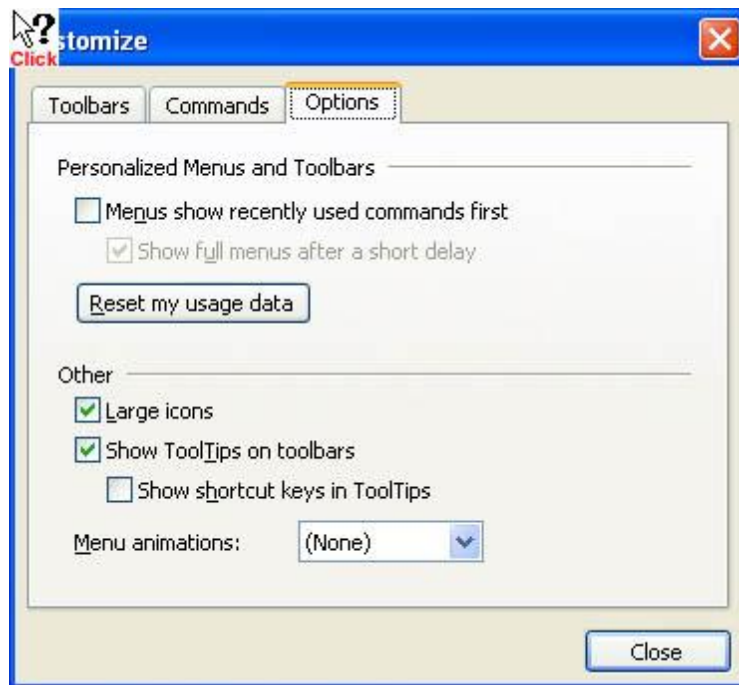 ?
Click
stomize
Toolbars Commands Options
Personalized Menus and Toolbars
Menus show recently used commands first
Show full menus after a short delay
Reset my usage data
Other
Large icons
Show ToolTips on toolbars
Show shortcut keys in ToolTips
Menu animations: (None)
Close